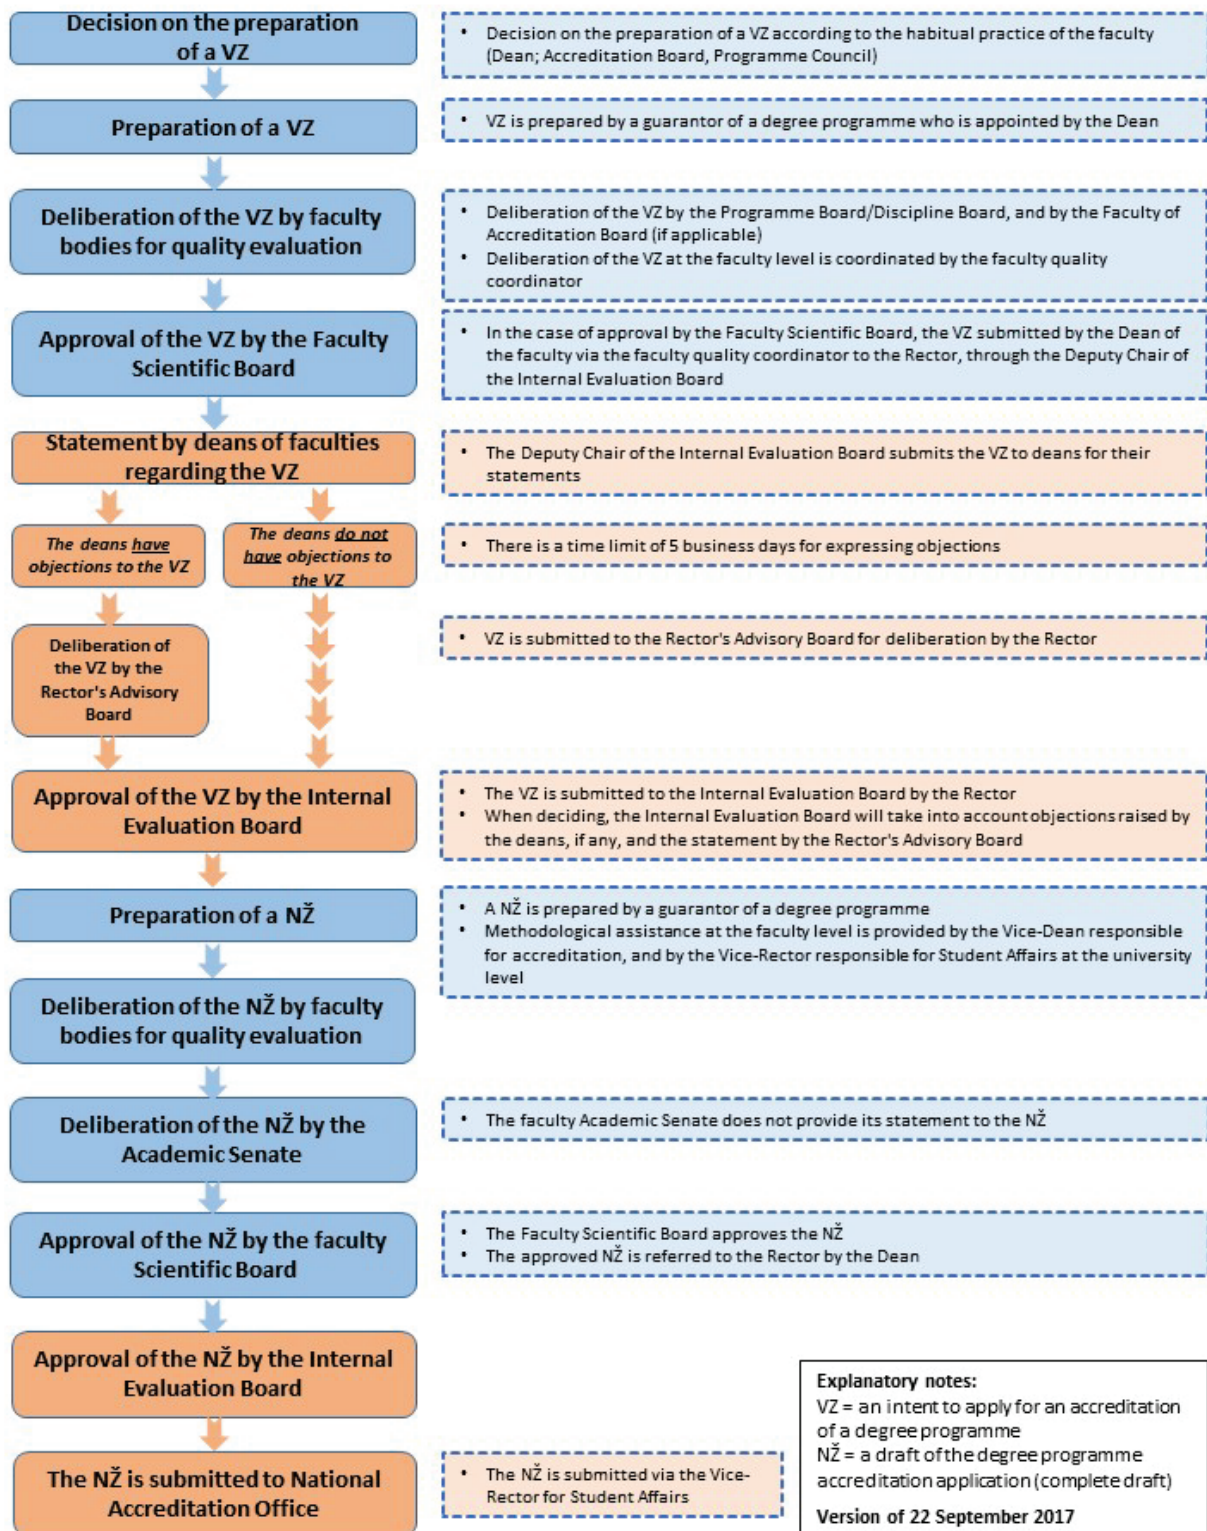 Decision on the preparation
of a VZ
• Decision on the preparation of a VZ according to the habitual practice of the faculty
(Dean; Accreditation Board, Programme Council)
Preparation of a VZ
• VZ is prepared by a guarantor of a degree programme who is appointed by the Dean
Deliberation of the VZ by faculty
bodies for quality evaluation
• Deliberation of the VZ by the Programme Board/Discipline Board, and by the Faculty of
Accreditation Board (if applicable)
• Deliberation of the VZ at the faculty level is coordinated by the faculty quality
coordinator
Approval of the VZ by the Faculty
Scientific Board
• In the case of approval by the Faculty Scientific Board, the VZ submitted by the Dean of
the faculty via the faculty quality coordinator to the Rector, through the Deputy Chair of
the Internal Evaluation Board
Statement by deans of faculties
regarding the VZ
• The Deputy Chair of the Internal Evaluation Board submits the VZ to deans for their
statements
The deans have
objections to the VZ
The deans do not
have objections to
the VZ
• There is a time limit of 5 business days for expressing objections
Deliberation of
the VZ by the
Rector's Advisory
Board
• VZ is submitted to the Rector's Advisory Board for deliberation by the Rector
Approval of the VZ by the Internal
Evaluation Board
• The VZ is submitted to the Internal Evaluation Board by the Rector
• When deciding, the Internal Evaluation Board will take into account objections raised by
the deans, if any, and the statement by the Rector's Advisory Board
Preparation of a NŽ
• A NŽ is prepared by a guarantor of a degree programme
• Methodological assistance at the faculty level is provided by the Vice-Dean responsible
for accreditation, and by the Vice-Rector responsible for Student Affairs at the university
level
Deliberation of the NŽ by faculty
bodies for quality evaluation
Deliberation of the NŽ by the
Academic Senate
• The faculty Academic Senate does not provide its statement to the NŽ
Approval of the NŽ by the faculty
Scientific Board
• The Faculty Scientific Board approves the NŽ
• The approved NŽ is referred to the Rector by the Dean
Approval of the NŽ by the Internal
Evaluation Board
The NŽ is submitted to National
Accreditation Office
• The NŽ is submitted via the Vice-
Rector for Student Affairs
Explanatory notes:
VZ = an intent to apply for an accreditation
of a degree programme
NŽ = a draft of the degree programme
accreditation application (complete draft)
Version of 22 September 2017